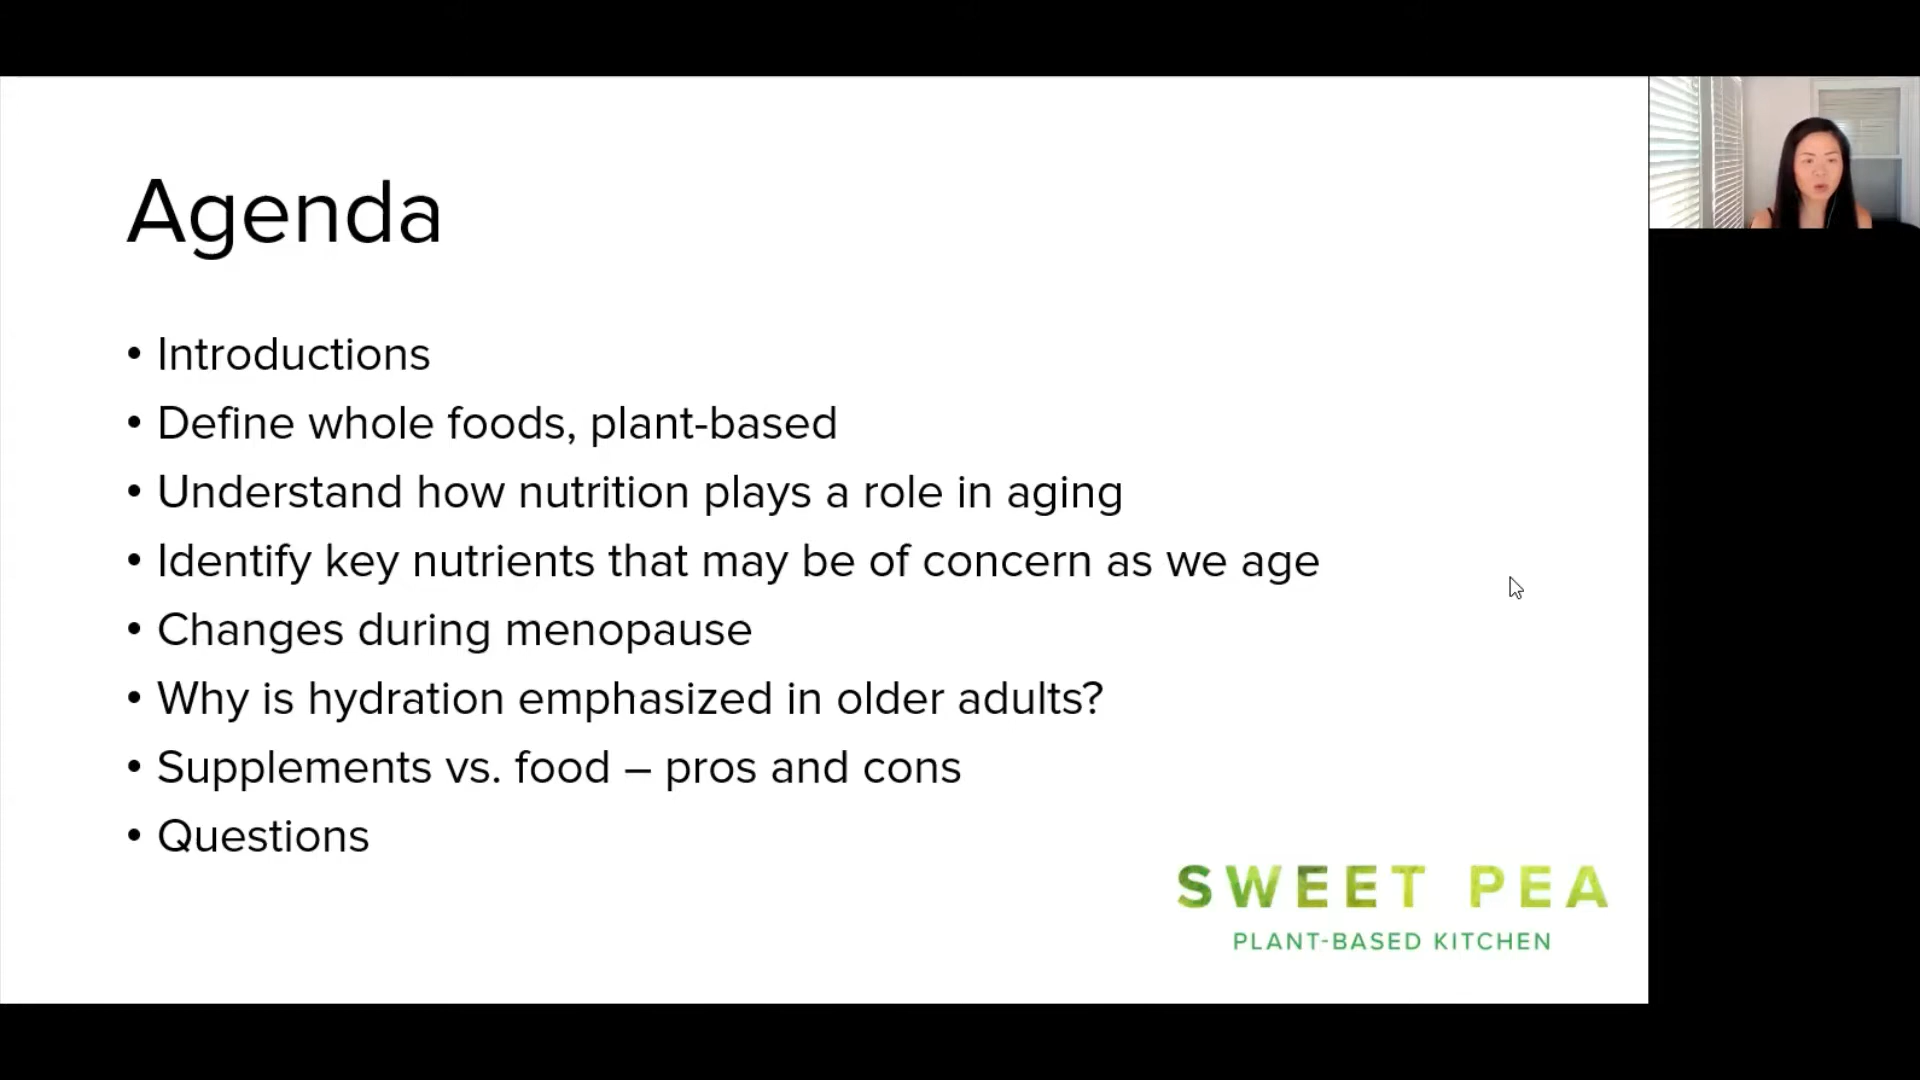 Agenda
• Introductions
• Define whole foods, plant-based
• Understand how nutrition plays a role in aging
• Identify key nutrients that may be of concern as we age
• Changes during menopause
• Why is hydration emphasized in older adults?
• Supplements vs. food – pros and cons
• Questions
SWEET PEA
PLANT-BASED KITCHEN